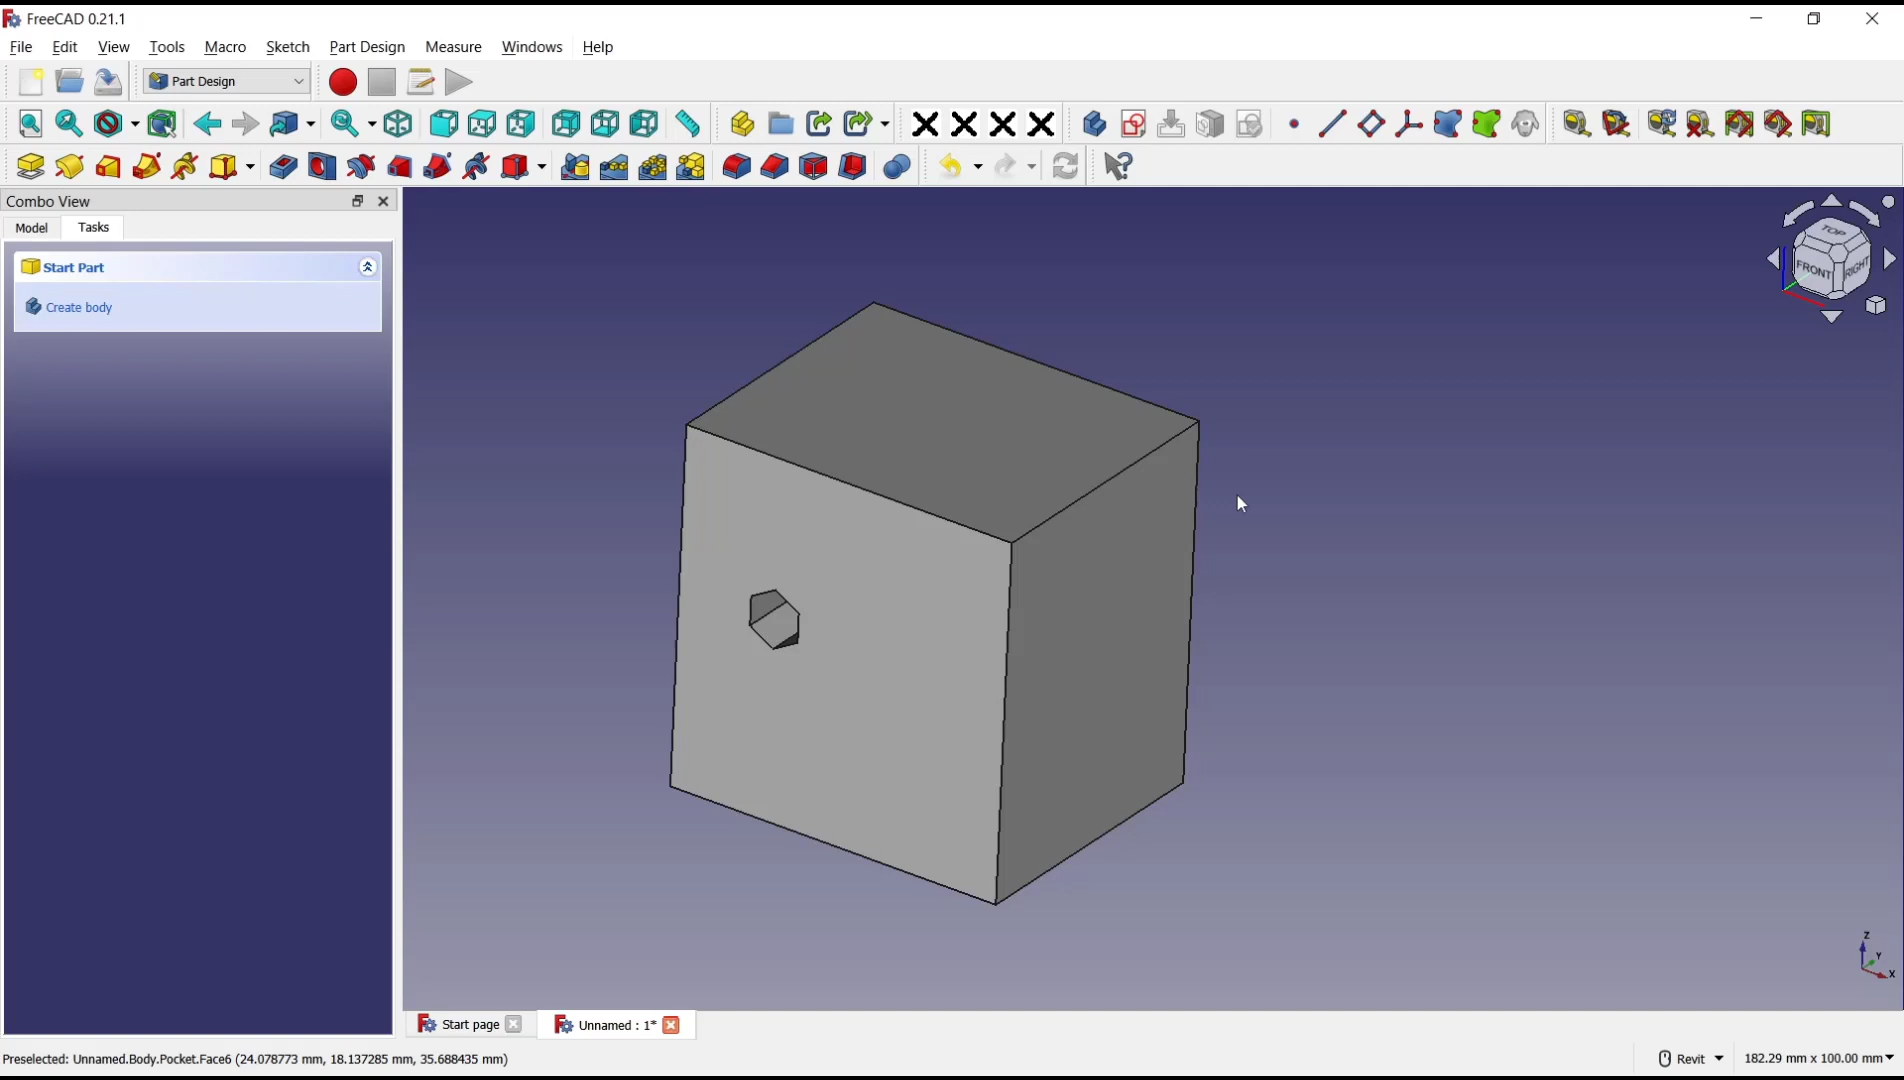 FreeCAD 0.21.1
File Edit View Tools Macro Sketch Part Design Measure Windows Help
Part Design
Combo View
Model Tasks
Start Part
Create body
TOP
FRONT RIGHT
Z
Y
X
Start page Unnamed : 1*
Preselected: Unnamed.Body.Pocket.Face6 (24.078773 mm, 18.137285 mm, 35.688435 mm) Revit 182.29 mm x 100.00 mm